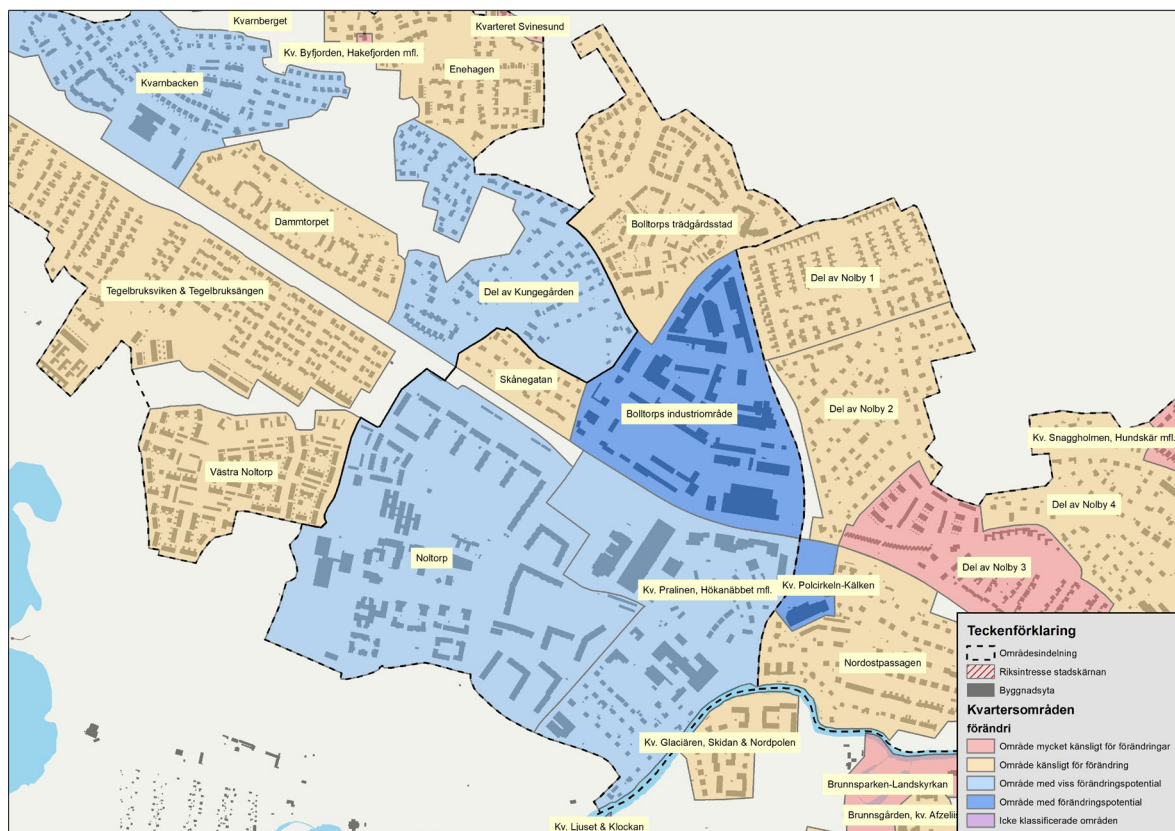 Kvarnberget
Kvarteret Svinesund
Kv. Byfjorden, Hakefjorden mfl.
Enehagen
Kvarnbacken
Dammtorpet
Bolltorps trädgårdsstad
Del av Nolby 1
Tegelbruksviken & Tegelbruksängen
Del av Kungegården
Skånegatan
Bolltorps industriområde
Del av Nolby 2
Kv. Snaggholmen, Hundskär mfl.
Västra Noltorp
Del av Nolby 4
Noltorp
Del av Nolby 3
Kv. Pralinen, Hökanäbbet mfl.
Kv. Polcirkeln-Kälken
Nordostpassagen
Kv. Glaciären, Skidan & Nordpolen
Brunnsparken-Landskyrkan
Brunnsgården, kv. Afzelii
Kv. Ljuset & Klockan
Teckenförklaring
Områdesindelning
Riksintresse stadskärnan
Byggnadsyta
Kvartersområden
förändri
Område mycket känsligt för förändringar
Område känsligt för förändring
Område med viss förändringspotential
Område med förändringspotential
Icke klassificerade områden